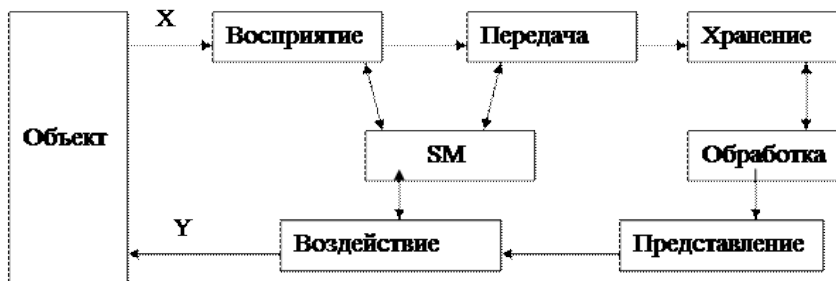 X
Восприятие
Передача
Хранение
Объект
SM
Обработка
Y
Воздействие
Представление